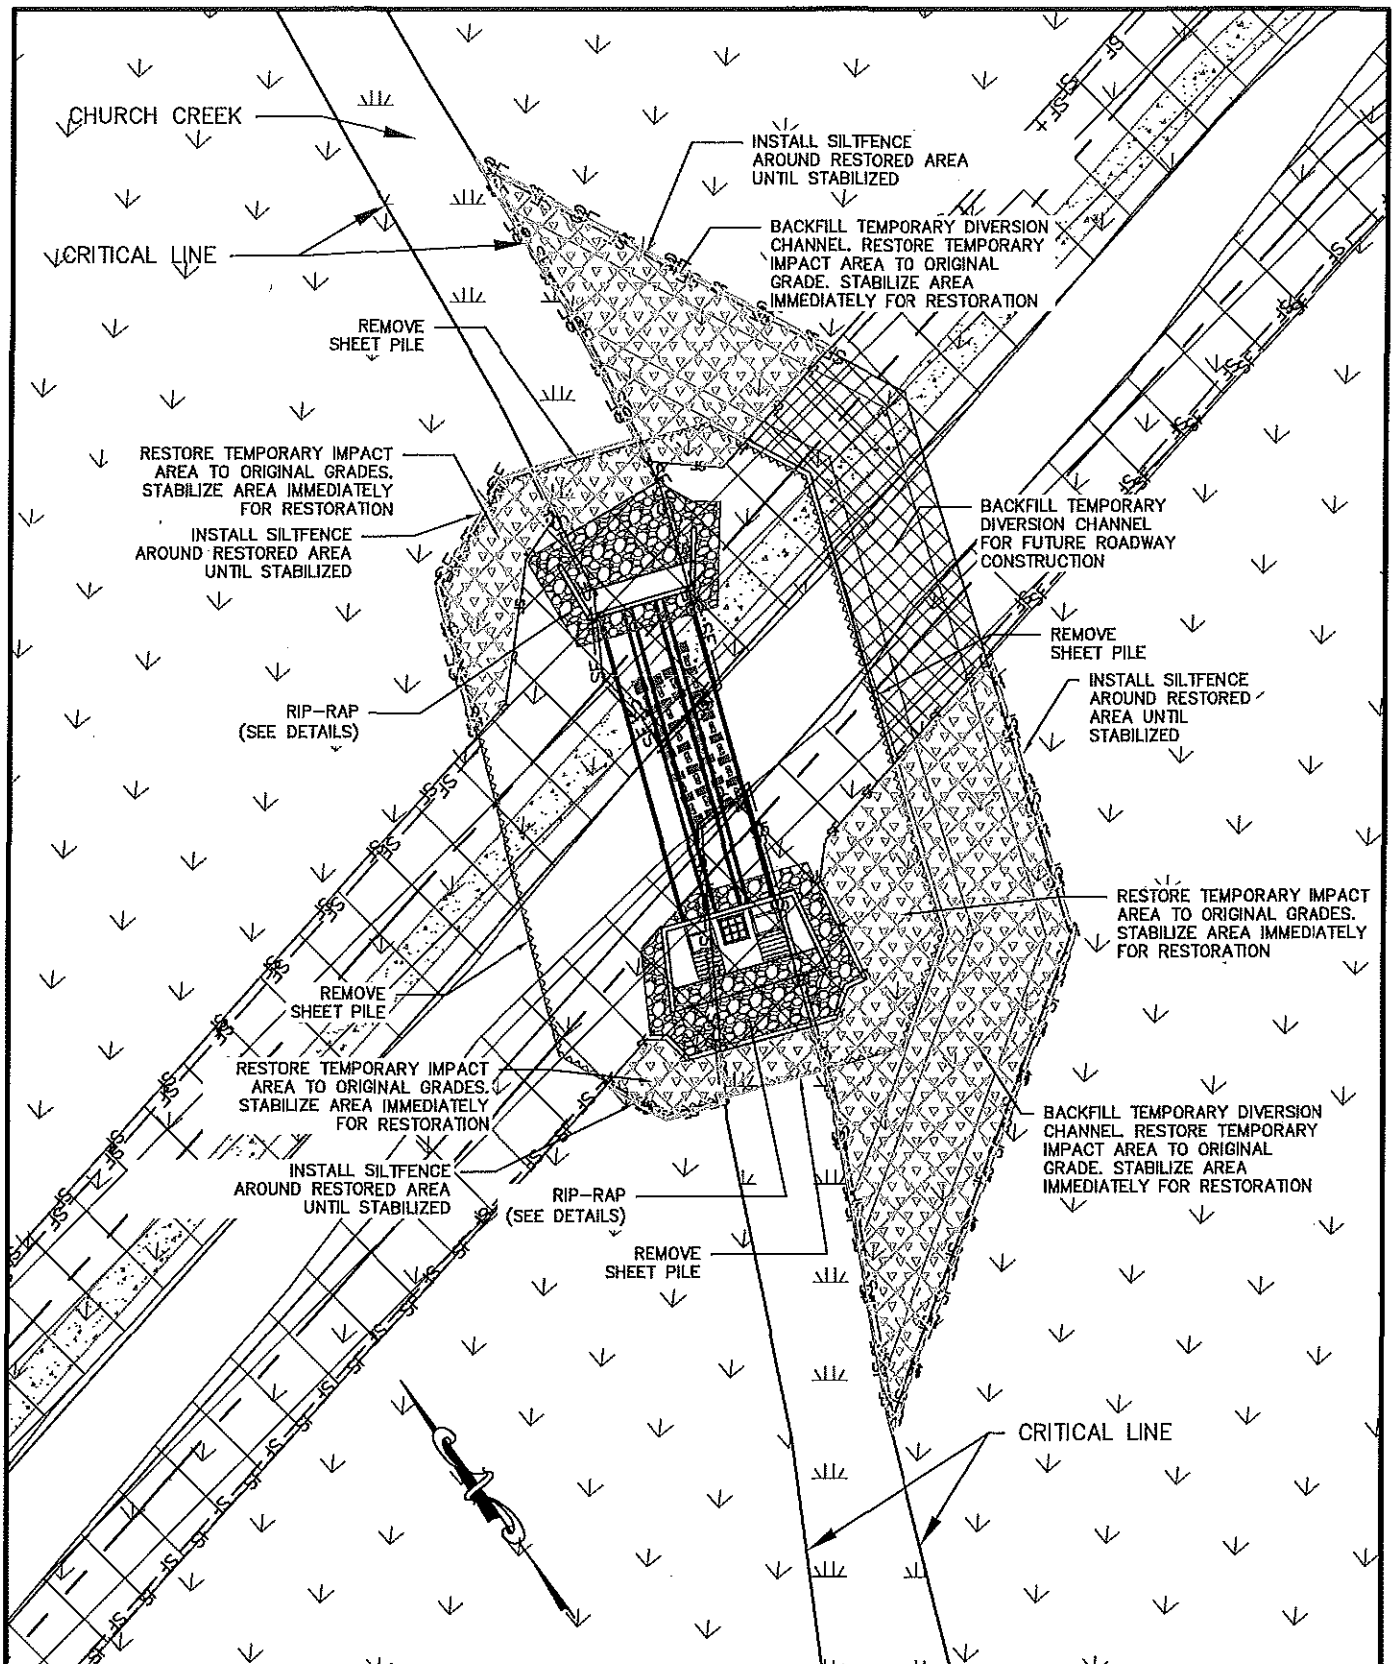 CHURCH CREEK
INSTALL SILTFENCE
AROUND RESTORED AREA
UNTIL STABILIZED
CRITICAL LINE
BACKFILL TEMPORARY DIVERSION
CHANNEL. RESTORE TEMPORARY
IMPACT AREA TO ORIGINAL
GRADE. STABILIZE AREA
IMMEDIATELY FOR RESTORATION
REMOVE
SHEET PILE
RESTORE TEMPORARY IMPACT
AREA TO ORIGINAL GRADES.
STABILIZE AREA IMMEDIATELY
FOR RESTORATION
INSTALL SILTFENCE
AROUND RESTORED AREA
UNTIL STABILIZED
BACKFILL TEMPORARY
DIVERSION CHANNEL
FOR FUTURE ROADWAY
CONSTRUCTION
REMOVE
SHEET PILE
INSTALL SILTFENCE
AROUND RESTORED
AREA UNTIL
STABILIZED
RIP-RAP
(SEE DETAILS)
RESTORE TEMPORARY IMPACT
AREA TO ORIGINAL GRADES.
STABILIZE AREA IMMEDIATELY
FOR RESTORATION
REMOVE
SHEET PILE
RESTORE TEMPORARY IMPACT
AREA TO ORIGINAL GRADES.
STABILIZE AREA IMMEDIATELY
FOR RESTORATION
BACKFILL TEMPORARY DIVERSION
CHANNEL. RESTORE TEMPORARY
IMPACT AREA TO ORIGINAL
GRADE. STABILIZE AREA
IMMEDIATELY FOR RESTORATION
INSTALL SILTFENCE
AROUND RESTORED AREA
UNTIL STABILIZED
RIP-RAP
(SEE DETAILS)
REMOVE
SHEET PILE
CRITICAL LINE